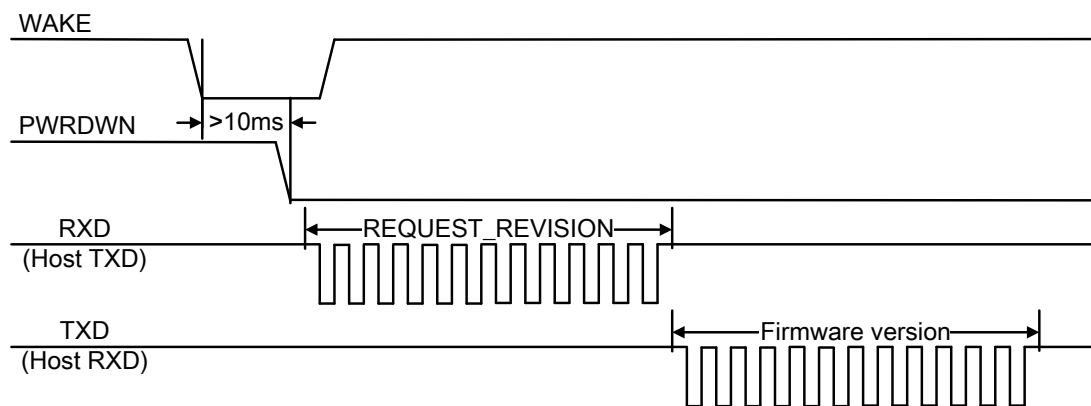 WAKE
>10ms
PWRDWN
RXD
REQUEST_REVISION
(Host TXD)
TXD
Firmware version
(Host RXD)